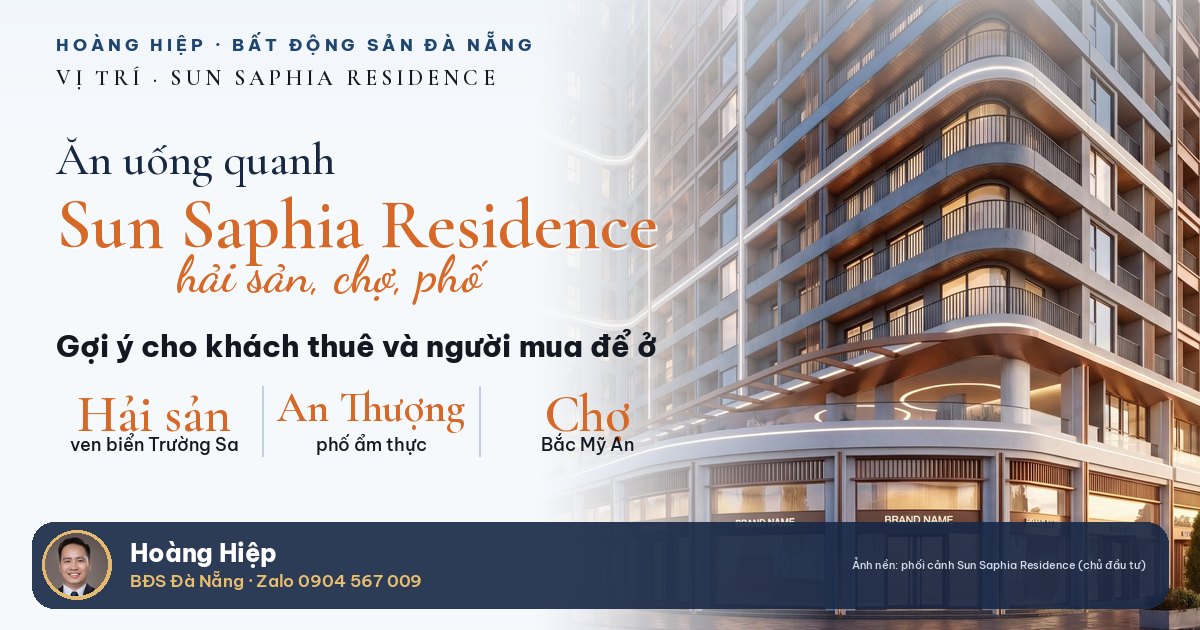 HOÀNG HIỆP · BẤT ĐỘNG SẢN ĐÀ NẴNG
VỊ TRÍ · SUN SAPHIA RESIDENCE
Ăn uống quanh
Sun Saphia Residence
hải sản, chợ, phố
Gợi ý cho khách thuê và người mua để ở
Hải sản
ven biển Trường Sa
An Thượng
phố ẩm thực
Chợ
Bắc Mỹ An
BRAND NAME
BRAND NAME
Hoàng Hiệp
BĐS Đà Nẵng · Zalo 0904 567 009
Ảnh nền: phối cảnh Sun Saphia Residence (chủ đầu tư)